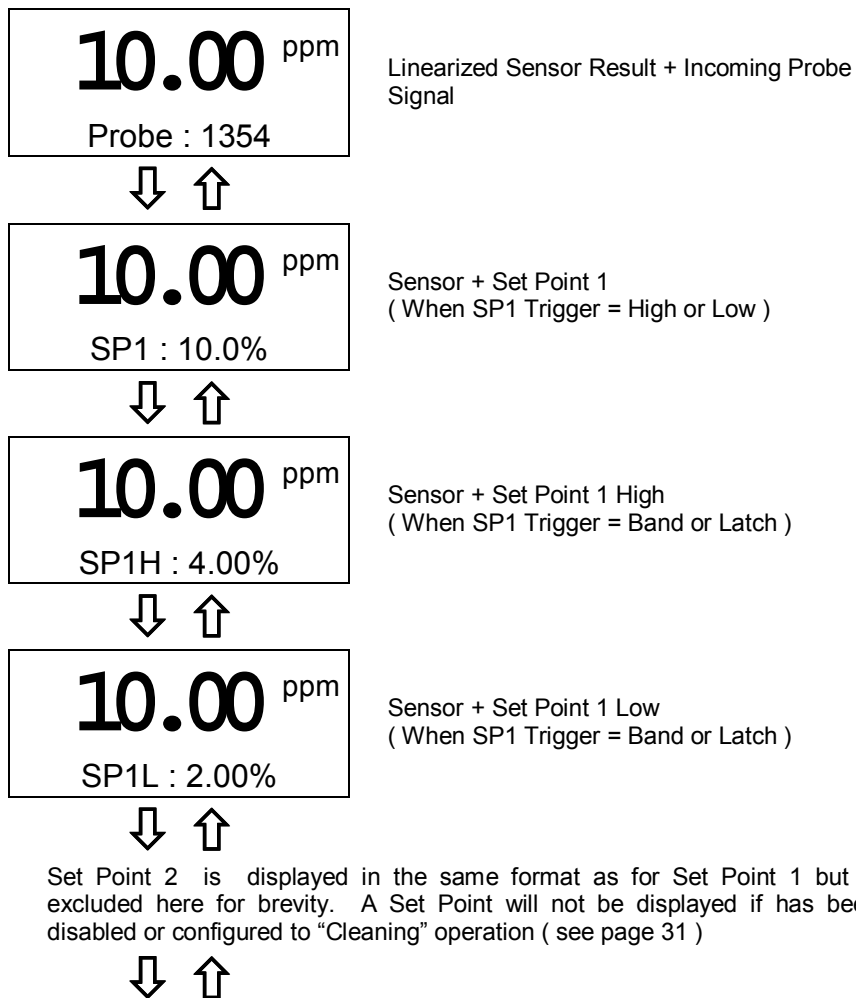 10.00 ppm
Probe : 1354
Linearized Sensor Result + Incoming Probe
Signal
10.00 ppm
SP1 : 10.0%
Sensor + Set Point 1
( When SP1 Trigger = High or Low )
10.00 ppm
SP1H : 4.00%
Sensor + Set Point 1 High
( When SP1 Trigger = Band or Latch )
10.00 ppm
SP1L : 2.00%
Sensor + Set Point 1 Low
( When SP1 Trigger = Band or Latch )
Set Point 2 is displayed in the same format as for Set Point 1 but
excluded here for brevity. A Set Point will not be displayed if has bee
disabled or configured to “Cleaning” operation ( see page 31 )